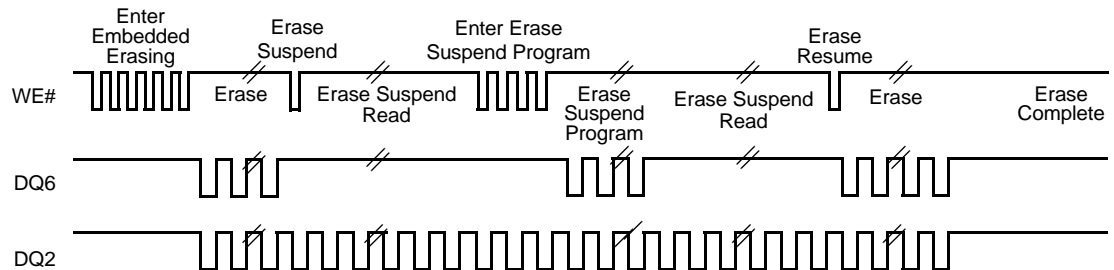 Enter
Embedded
Erasing
Erase
Suspend
Enter Erase
Suspend Program
Erase
Resume
WE#
Erase
Erase Suspend
Read
Erase
Suspend
Program
Erase Suspend
Read
Erase
Erase
Complete
DQ6
DQ2